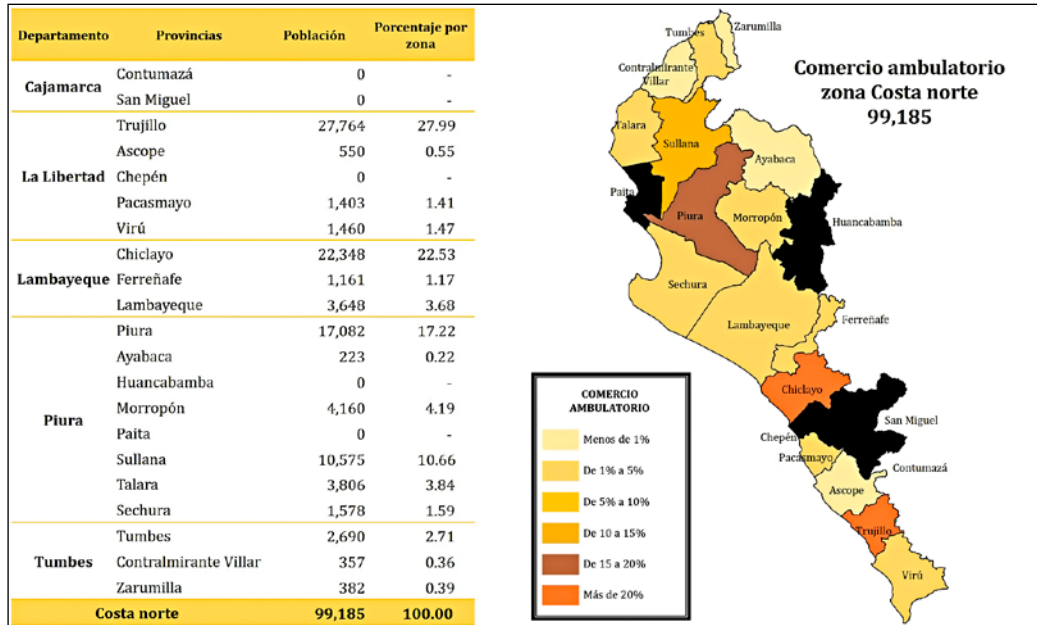 Departamento Provincias Población Porcentaje por zona
Cajamarca
Contumazá 0 -
San Miguel 0 -
La Libertad
Trujillo 27,764 27.99
Ascope 550 0.55
Chepén 0 -
Pacasmayo 1,403 1.41
Virú 1,460 1.47
Lambayeque
Chiclayo 22,348 22.53
Ferreñafe 1,161 1.17
Lambayeque 3,648 3.68
Piura
Piura 17,082 17.22
Ayabaca 223 0.22
Huancabamba 0 -
Morropón 4,160 4.19
Paita 0 -
Sullana 10,575 10.66
Talara 3,806 3.84
Sechura 1,578 1.59
Tumbes
Tumbes 2,690 2.71
Contralmirante Villar 357 0.36
Zarumilla 382 0.39
Costa norte 99,185 100.00
Comercio ambulatorio
zona Costa norte
99,185
Zarumilla
Tumbes
Contralmirante
Villar
Talara
Sullana
Ayabaca
Paita
Piura
Morropón
Huancabamba
Sechura
Lambayeque
Ferreñafe
Chiclayo
San Miguel
Chepén
Pacasmayo
Contumazá
Ascope
Trujillo
Virú
COMERCIO
AMBULATORIO
Menos de 1%
De 1% a 5%
De 5% a 10%
De 10 a 15%
De 15 a 20%
Más de 20%